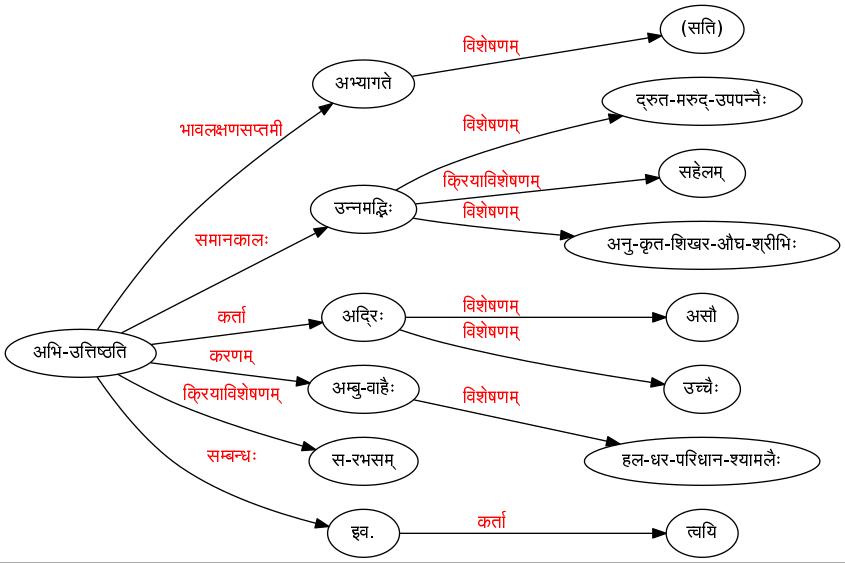 (सति)
विशेषणम्
अभ्यागते
द्रुत-मरुद्-उपपन्नैः
विशेषणम्
भावलक्षणसप्तमी
सहेलम्
क्रियाविशेषणम्
उन्नमद्भिः
विशेषणम्
समानकालः
अनु-कृत-शिखर-औघ-श्रीभिः
विशेषणम्
कर्ता
अद्रिः
असौ
विशेषणम्
अभि-उत्तिष्ठति
करणम्
अम्बु-वाहैः
उच्चैः
क्रियाविशेषणम्
विशेषणम्
सम्बन्धः
स-रभसम्
हल-धर-परिधान-श्यामलैः
कर्ता
इव.
त्वयि